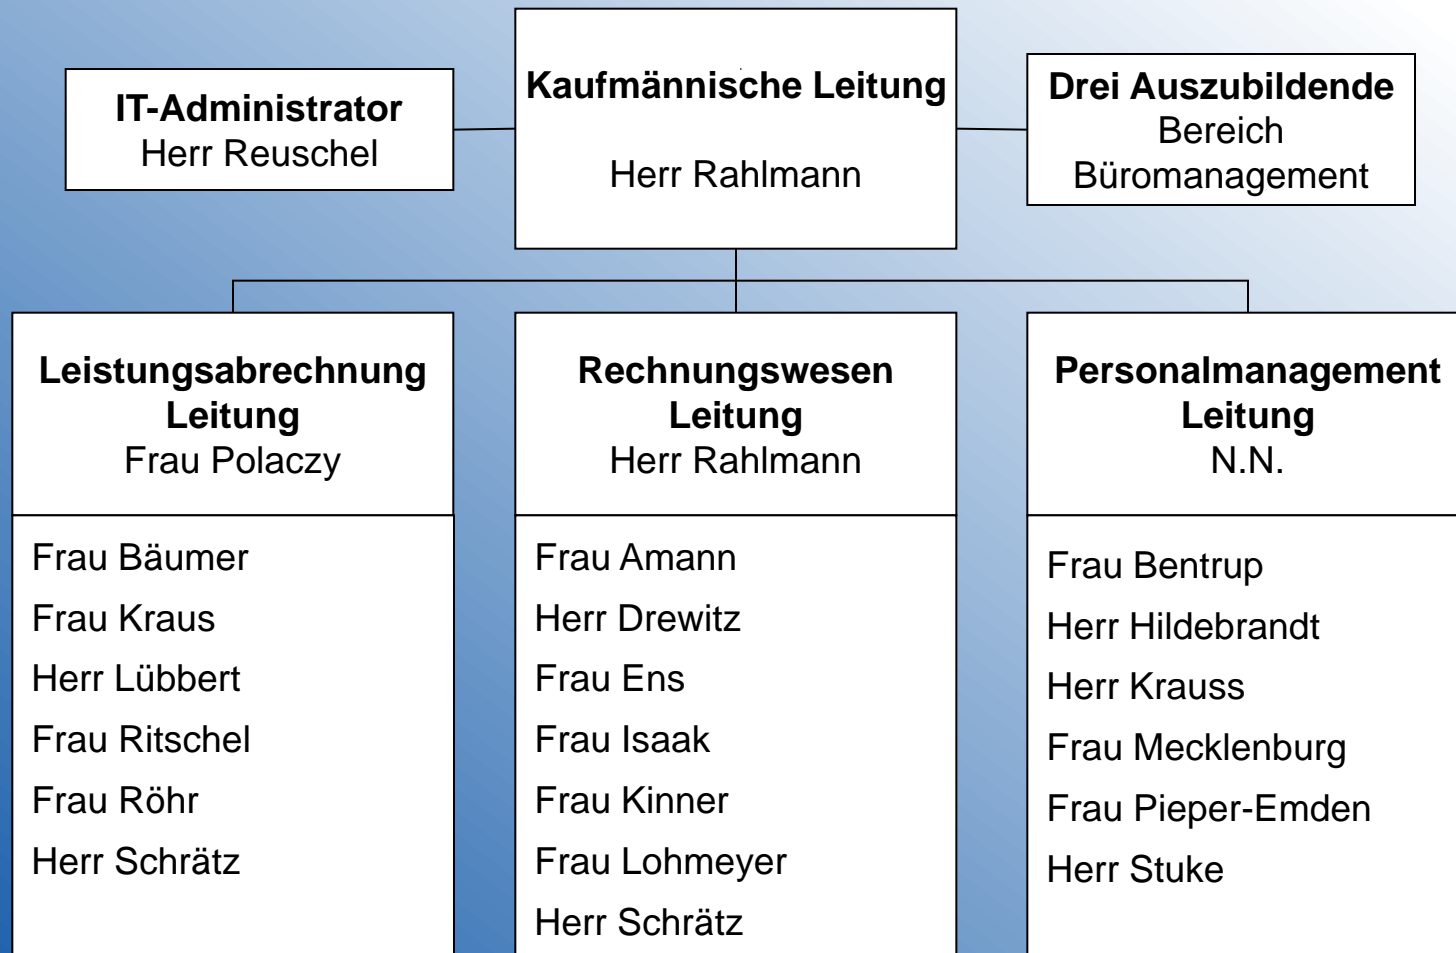 Kaufmännische Leitung
Herr Rahlmann
IT-Administrator
Herr Reuschel
Drei Auszubildende
Bereich
Büromanagement
Leistungsabrechnung
Leitung
Frau Polaczy
Frau Bäumer
Frau Kraus
Herr Lübbert
Frau Ritschel
Frau Röhr
Herr Schrätz
Rechnungswesen
Leitung
Herr Rahlmann
Frau Amann
Herr Drewitz
Frau Ens
Frau Isaak
Frau Kinner
Frau Lohmeyer
Herr Schrätz
Personalmanagement
Leitung
N.N.
Frau Bentrup
Herr Hildebrandt
Herr Krauss
Frau Mecklenburg
Frau Pieper-Emden
Herr Stuke